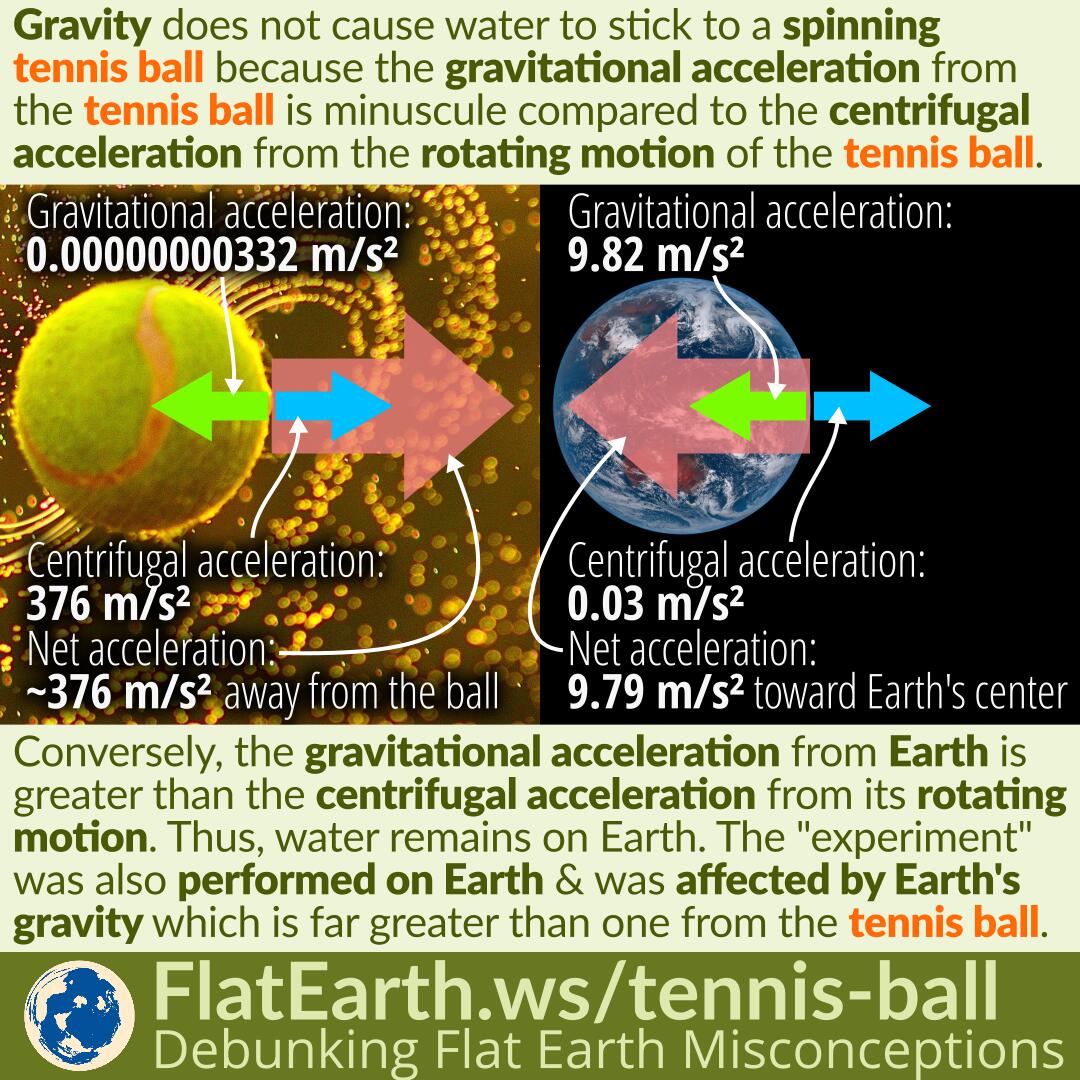 Gravity does not cause water to stick to a spinning
tennis ball because the gravitational acceleration from
the tennis ball is minuscule compared to the centrifugal
acceleration from the rotating motion of the tennis ball.
Gravitational acceleration:
0.00000000332 m/s²
Centrifugal acceleration:
376 m/s²
Net acceleration:
~376 m/s² away from the ball
Gravitational acceleration:
9.82 m/s²
Centrifugal acceleration:
0.03 m/s²
Net acceleration:
9.79 m/s² toward Earth's center
Conversely, the gravitational acceleration from Earth is
greater than the centrifugal acceleration from its rotating
motion. Thus, water remains on Earth. The "experiment"
was also performed on Earth & was affected by Earth's
gravity which is far greater than one from the tennis ball.
FlatEarth.ws/tennis-ball
Debunking Flat Earth Misconceptions